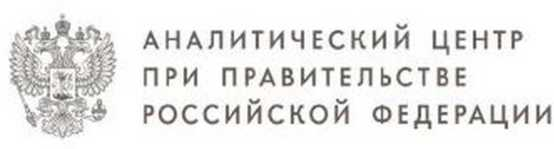 АНАЛИТИЧЕСКИЙ ЦЕНТР
ПРИ ПРАВИТЕЛЬСТВЕ
РОССИЙСКОЙ ФЕДЕРАЦИИ